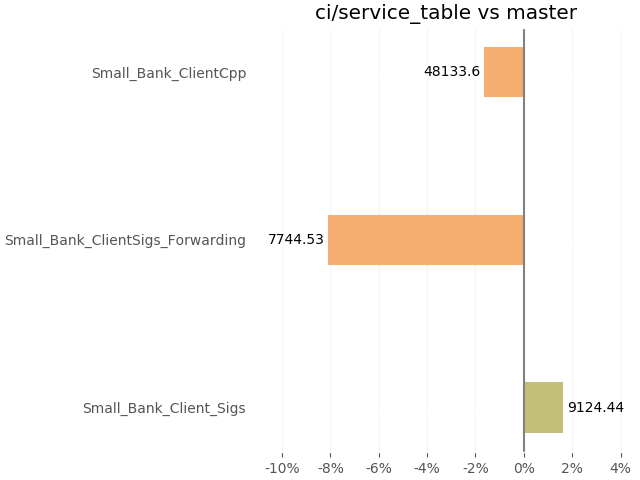 ci/service_table vs master
Small_Bank_ClientCpp
48133.6
Small_Bank_ClientSigs_Forwarding
7744.53
Small_Bank_Client_Sigs
9124.44
-10% -8% -6% -4% -2% 0% 2% 4%